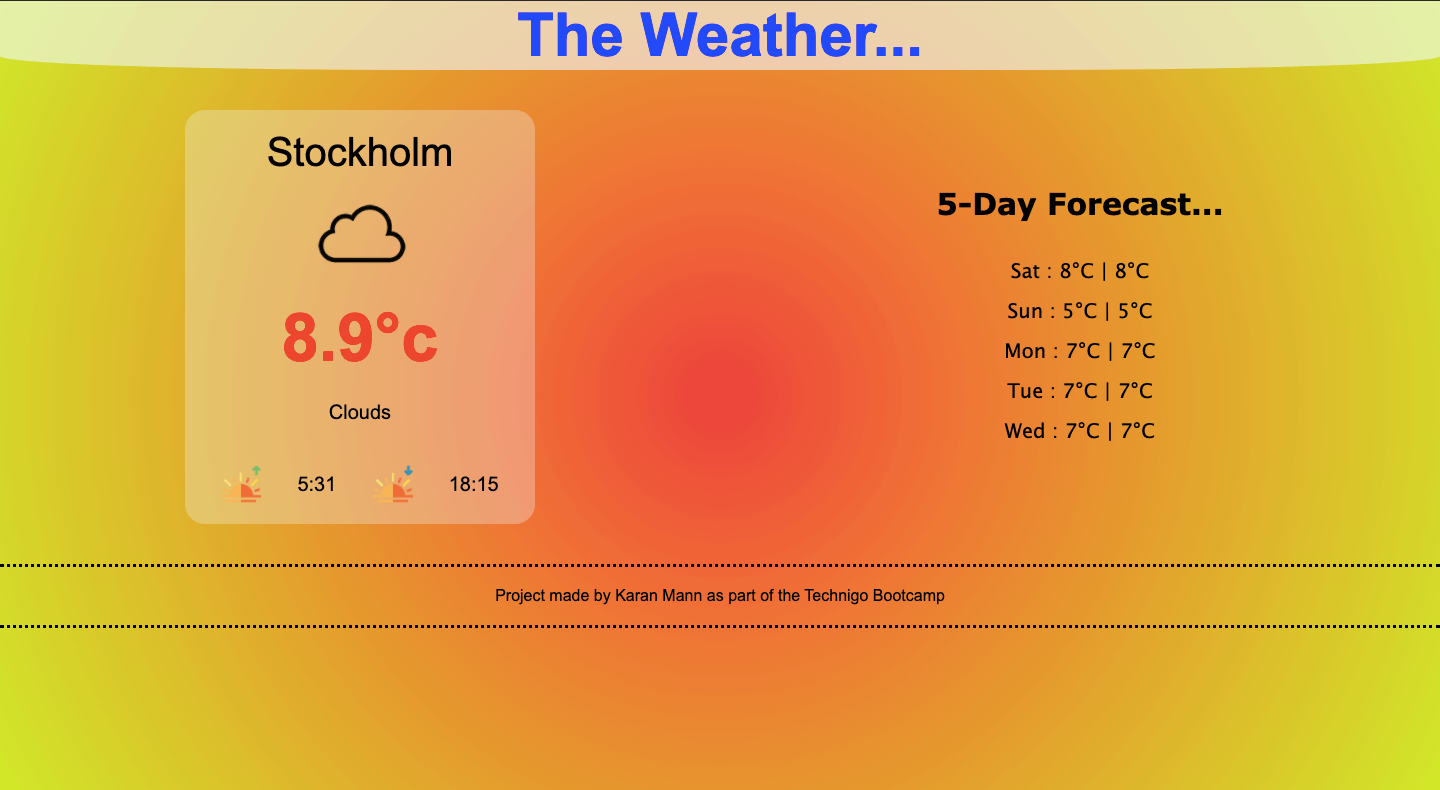 The Weather...
Stockholm
8.9°c
Clouds
5:31 18:15
5-Day Forecast...
Sat : 8°C | 8°C
Sun : 5°C | 5°C
Mon : 7°C | 7°C
Tue : 7°C | 7°C
Wed : 7°C | 7°C
Project made by Karan Mann as part of the Technigo Bootcamp